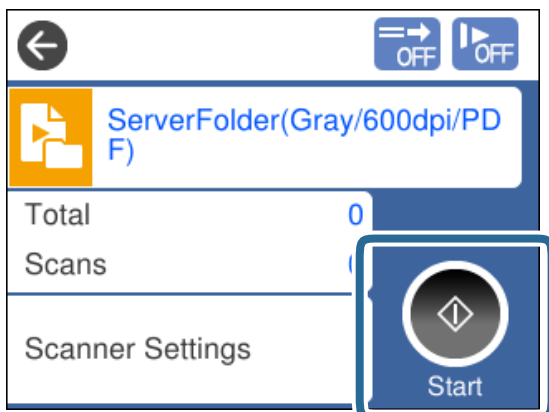 OFF OFF
ServerFolder(Gray/600dpi/PD
F)
Total 0
Scans
Scanner Settings
Start